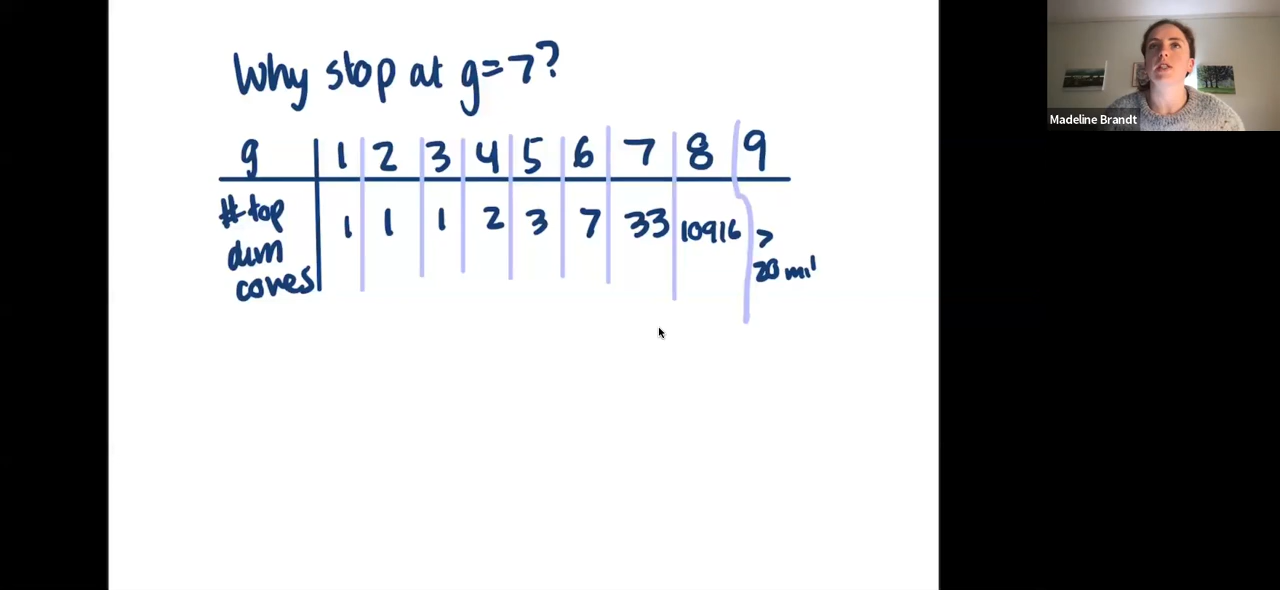 Why stop at g=7?
g 1 2 3 4 5 6 7 8 9
# top dim cones 1 1 1 2 3 7 33 10916 > 20 mil
Madeline Brandt